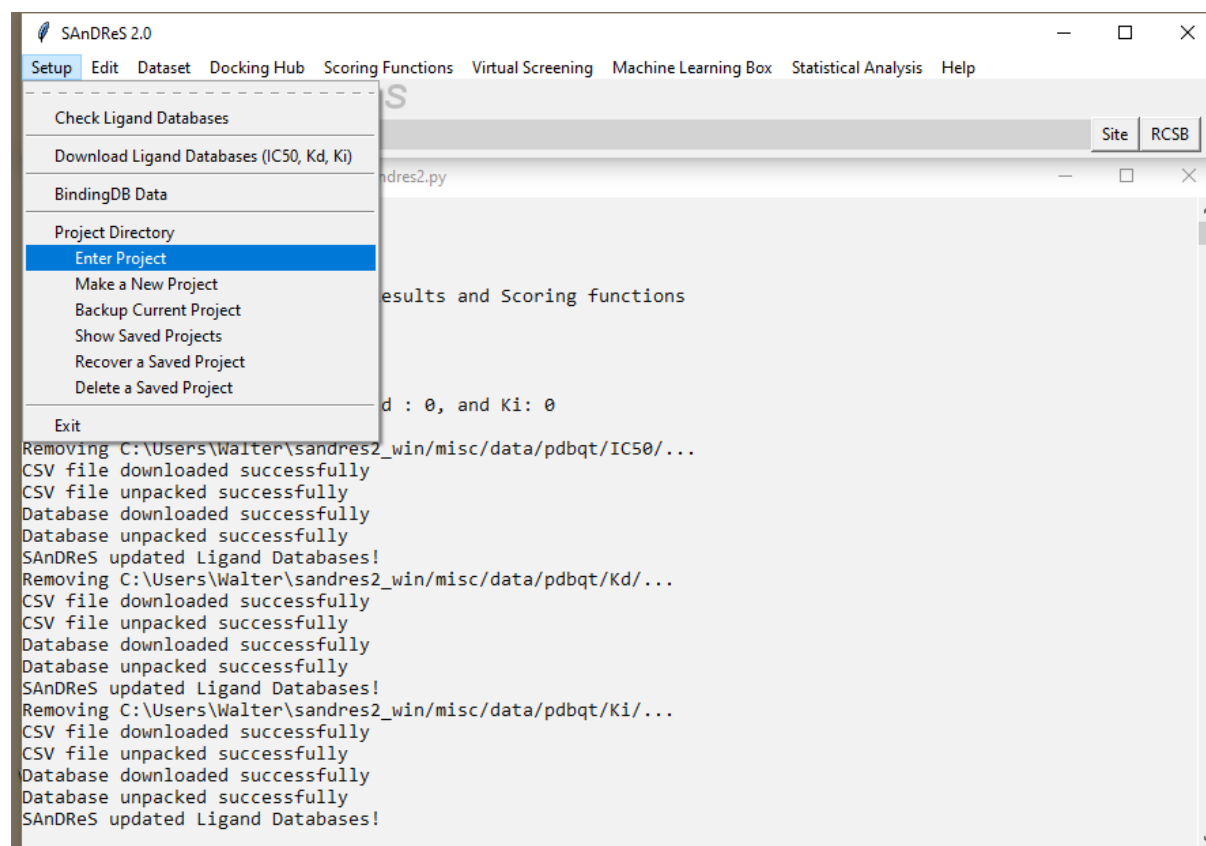 SAnDReS 2.0
Setup Edit Dataset Docking Hub Scoring Functions Virtual Screening Machine Learning Box Statistical Analysis Help
S
Check Ligand Databases
Site RCSB
Download Ligand Databases (IC50, Kd, Ki)
ndres2.py
BindingDB Data
Project Directory
Enter Project
Make a New Project
esults and Scoring functions
Backup Current Project
Show Saved Projects
Recover a Saved Project
Delete a Saved Project
d : 0, and Ki: 0
Exit
Removing C:\Users\Walter\sandres2_win/misc/data/pdbqt/IC50/...
CSV file downloaded successfully
CSV file unpacked successfully
Database downloaded successfully
Database unpacked successfully
SAnDReS updated Ligand Databases!
Removing C:\Users\Walter\sandres2_win/misc/data/pdbqt/Kd/...
CSV file downloaded successfully
CSV file unpacked successfully
Database downloaded successfully
Database unpacked successfully
SAnDReS updated Ligand Databases!
Removing C:\Users\Walter\sandres2_win/misc/data/pdbqt/Ki/...
CSV file downloaded successfully
CSV file unpacked successfully
Database downloaded successfully
Database unpacked successfully
SAnDReS updated Ligand Databases!